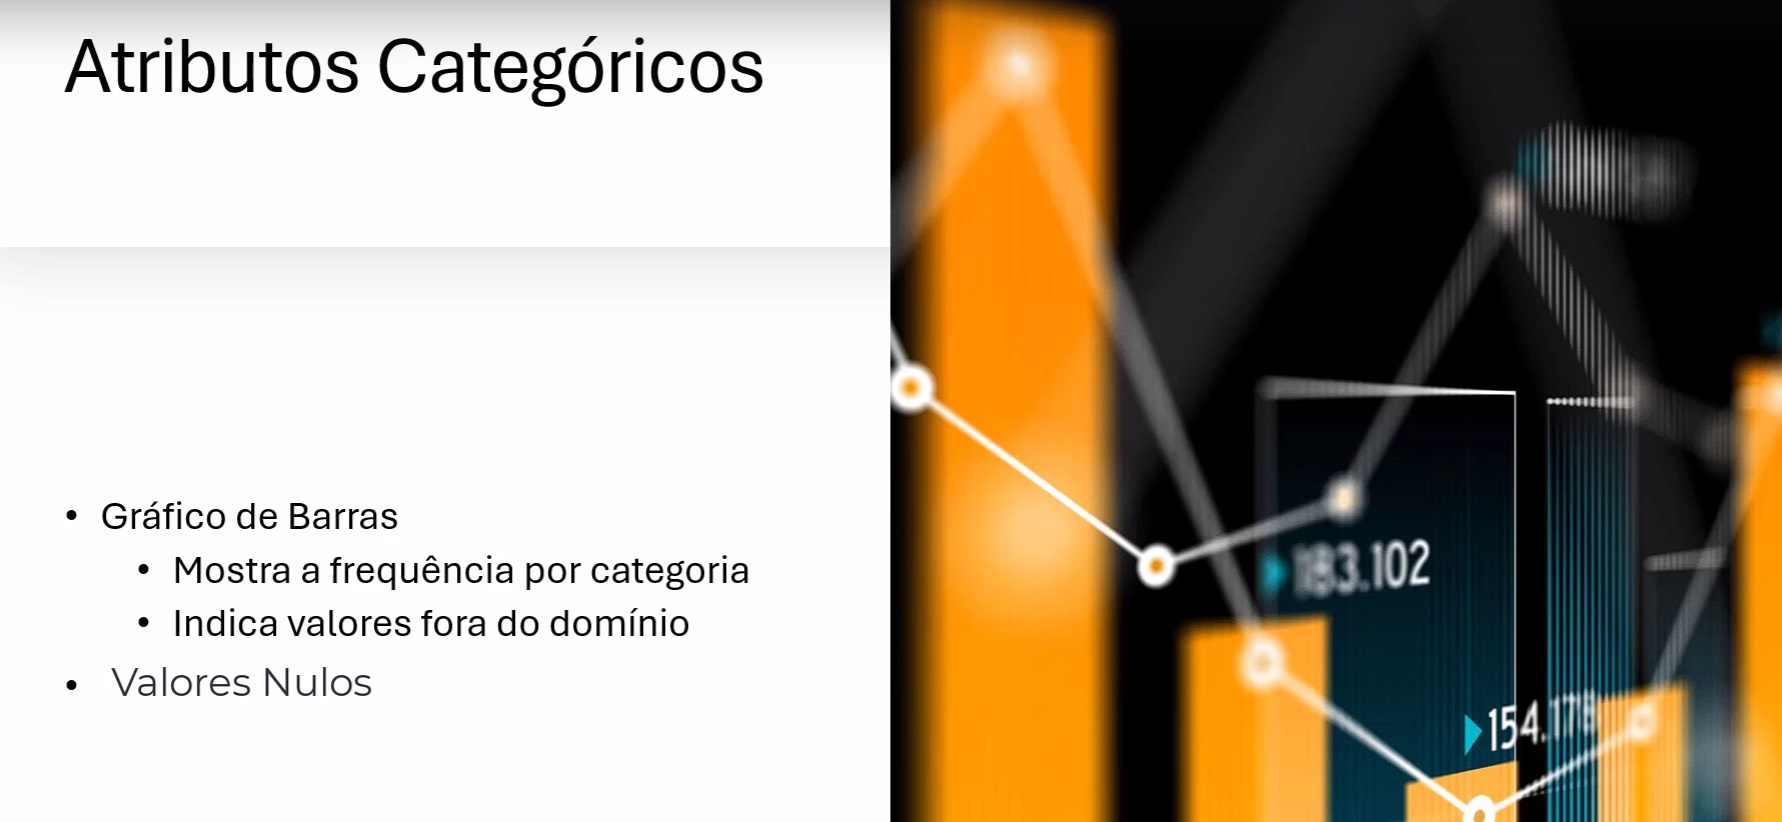 Atributos Categóricos
• Gráfico de Barras
• Mostra a frequência por categoria
• Indica valores fora do domínio
• Valores Nulos
183.102
154.178